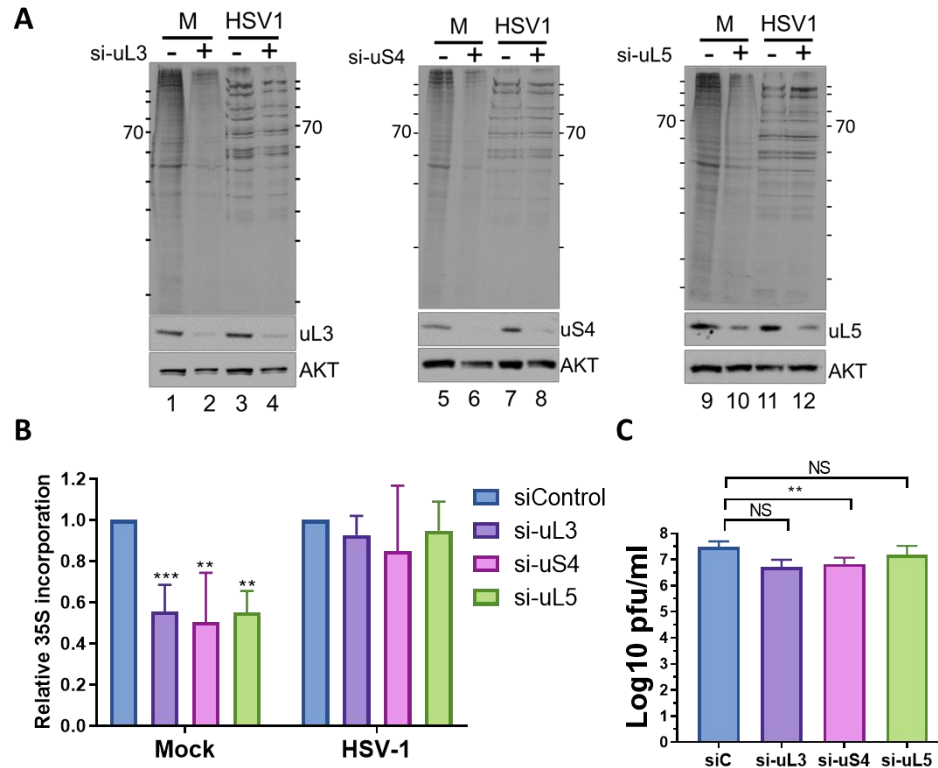 A
M HSV1 M HSV1 M HSV1
si-uL3 - + - + si-uS4 - + - + si-uL5 - + - +
70 70 70 70 70 70
uL3 uS4 uL5
AKT AKT AKT
1 2 3 4 5 6 7 8 9 10 11 12
B
Relative 35S incorporation
1.2
1.0
0.8
0.6
0.4
0.2
0.0
*** ** **
Mock HSV-1
siControl
si-uL3
si-uS4
si-uL5
C
NS
**
NS
Log10 pfu/ml
8
7
6
5
4
3
2
1
0
siC si-uL3 si-uS4 si-uL5